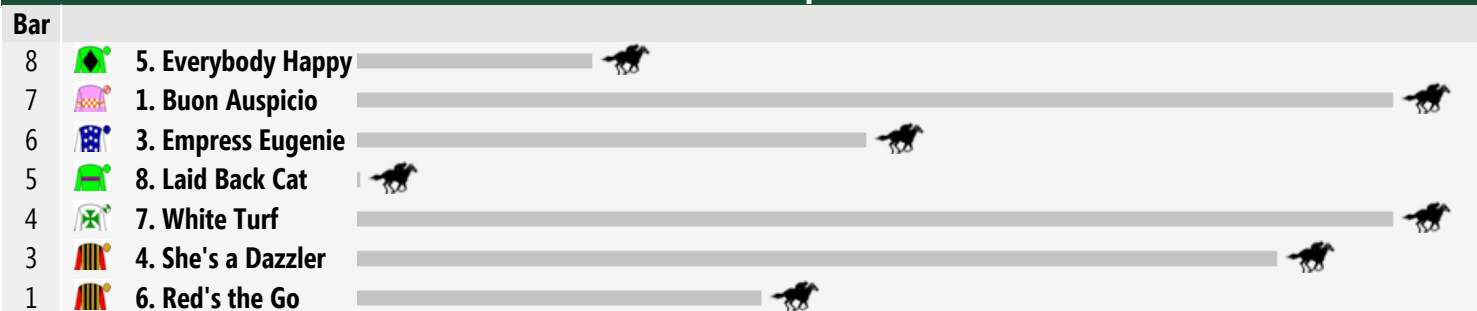 Bar
8 5. Everybody Happy
7 1. Buon Auspicio
6 3. Empress Eugenie
5 8. Laid Back Cat
4 7. White Turf
3 4. She's a Dazzler
1 6. Red's the Go